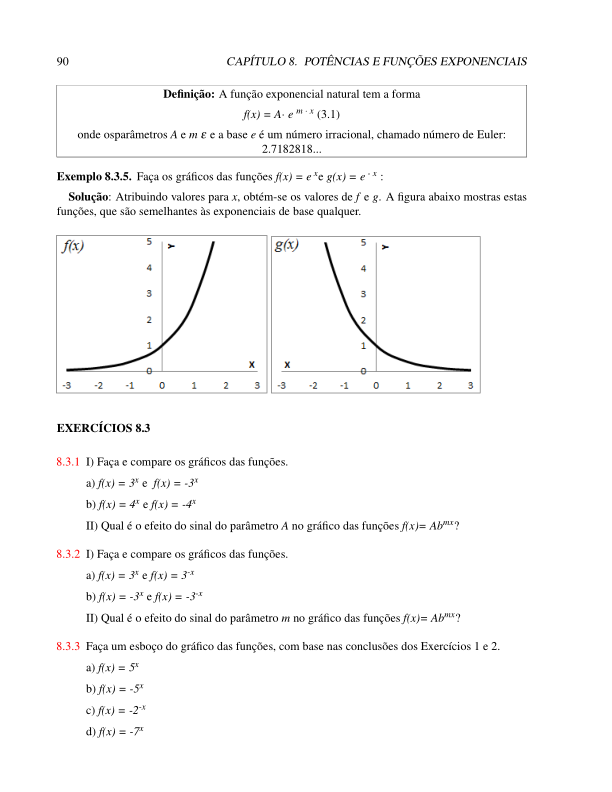 90 CAPÍTULO 8. POTÊNCIAS E FUNÇÕES EXPONENCIAIS
Definição: A função exponencial natural tem a forma
f(x) = A· e ^{m · x} (3.1)
onde osparâmetros A e m ε e a base e é um número irracional, chamado número de Euler:
2.7182818...
Exemplo 8.3.5. Faça os gráficos das funções f(x) = e ^{x}e g(x) = e ^{- x} :
Solução: Atribuindo valores para x, obtém-se os valores de f e g. A figura abaixo mostras estas
funções, que são semelhantes às exponenciais de base qualquer.
f(x) 5 Y
4
3
2
1
0 X
-3 -2 -1 0 1 2 3
g(x) 5 Y
4
3
2
1
X 0
-3 -2 -1 0 1 2 3
EXERCÍCIOS 8.3
8.3.1 I) Faça e compare os gráficos das funções.
a) f(x) = 3^{x} e f(x) = -3^{x}
b) f(x) = 4^{x} e f(x) = -4^{x}
II) Qual é o efeito do sinal do parâmetro A no gráfico das funções f(x)= Ab^{mx}?
8.3.2 I) Faça e compare os gráficos das funções.
a) f(x) = 3^{x} e f(x) = 3^{-x}
b) f(x) = -3^{x} e f(x) = -3^{-x}
II) Qual é o efeito do sinal do parâmetro m no gráfico das funções f(x)= Ab^{mx}?
8.3.3 Faça um esboço do gráfico das funções, com base nas conclusões dos Exercícios 1 e 2.
a) f(x) = 5^{x}
b) f(x) = -5^{x}
c) f(x) = -2^{-x}
d) f(x) = -7^{x}